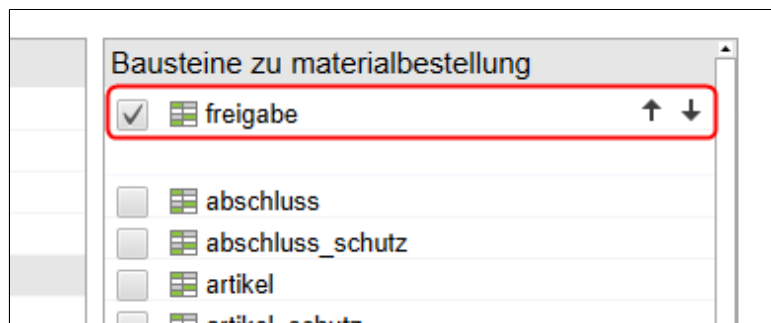 Bausteine zu materialbestellung
freigabe
abschluss
abschluss_schutz
artikel